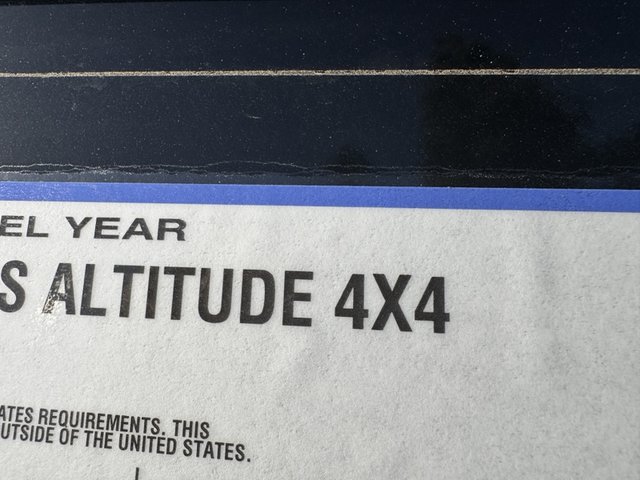 EL YEAR
S ALTITUDE 4X4
ATES REQUIREMENTS. THIS
UTSIDE OF THE UNITED STATES.